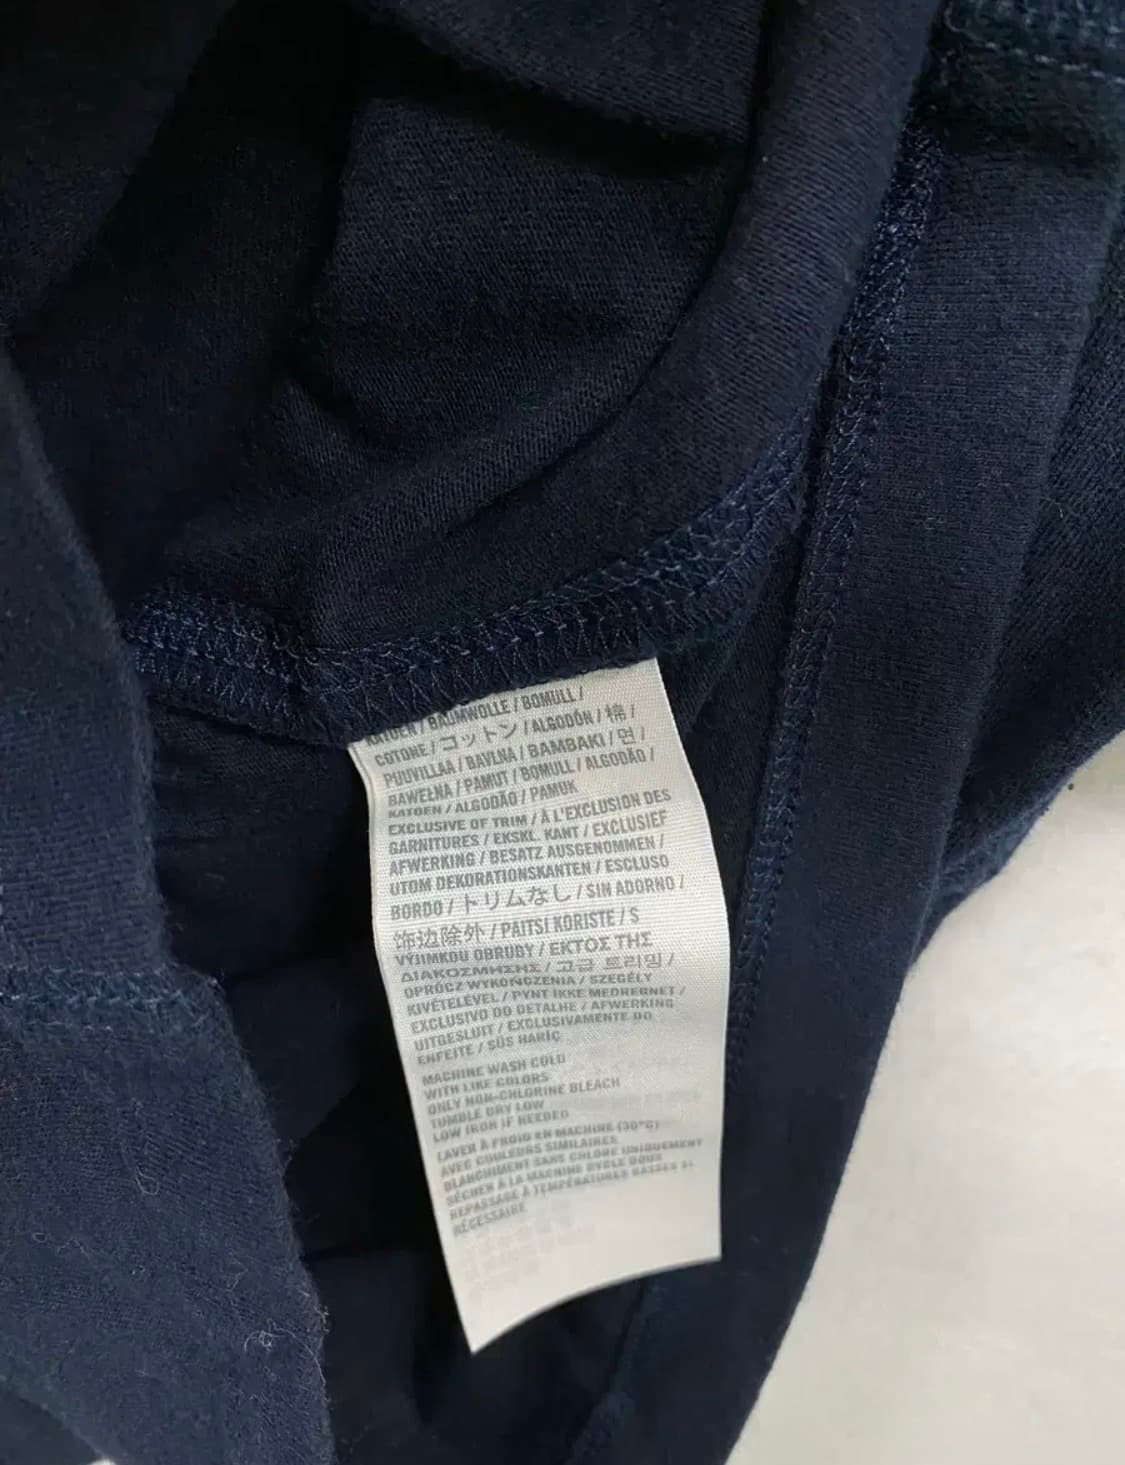 KATOEN / BAUMWOLLE / BOMULL /
COTONE / コットン / ALGODÓN / 棉 /
PUUVILLAA / BAVLNA / BAMBAKI / 면 /
BAWEŁNA / PAMUT / BOMULL / ALGODÃO /
KATOEN / ALGODÃO / PAMUK
EXCLUSIVE OF TRIM / À L'EXCLUSION DES
GARNITURES / EKSKL. KANT / EXCLUSIEF
AFWERKING / BESATZ AUSGENOMMEN /
UTOM DEKORATIONSKANTEN / ESCLUSO
BORDO / トリムなし / SIN ADORNO /
饰边除外 / PAITSI KORISTE / S
VÝJIMKOU OBRUBY / ΕΚΤΟΣ ΤΗΣ
ΔΙΑΚΟΣΜΗΣΗΣ / 고급 트리밍 /
OPRÓCZ WYKOŃCZENIA / SZEGÉLY
KIVÉTELÉVEL / PYNT IKKE MEDREGNET /
EXCLUSIVO DO DETALHE / AFWERKING
UITGESLUIT / EXCLUSIVAMENTE DO
ENFEITE / SÜS HARİÇ
MACHINE WASH COLD
WITH LIKE COLORS
ONLY NON-CHLORINE BLEACH
TUMBLE DRY LOW
LOW IRON IF NEEDED
LAVER À FROID EN MACHINE (30°C)
AVEC COULEURS SIMILAIRES
BLANCHIMENT SANS CHLORE UNIQUEMENT
SÉCHER À LA MACHINE CYCLE DOUX
REPASSAGE À TEMPÉRATURES BASSES SI
NÉCESSAIRE